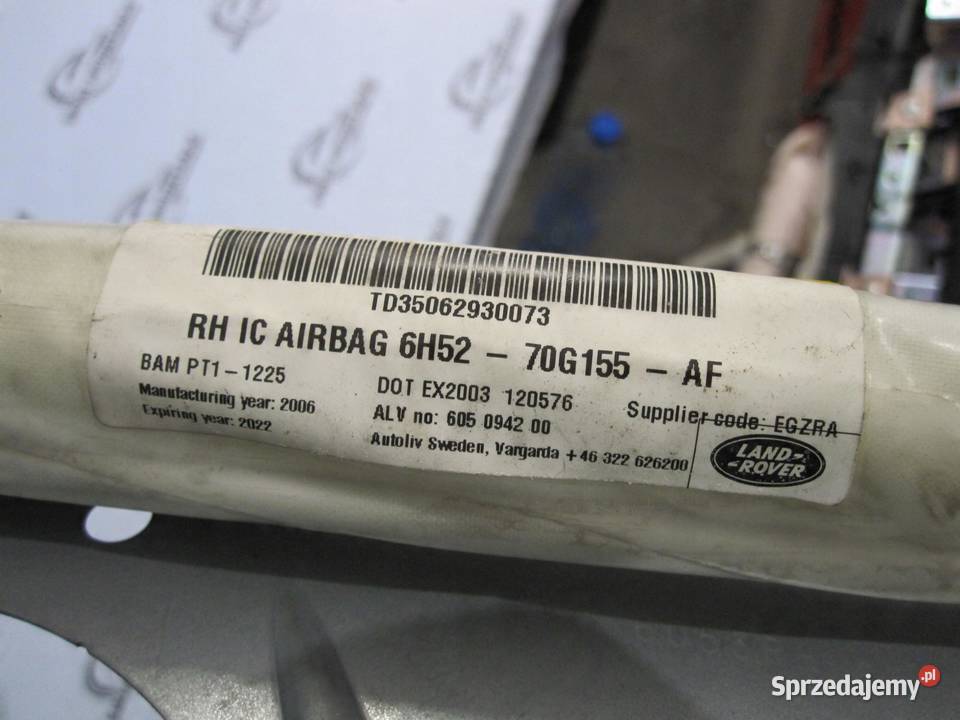 TD35062930073
RH IC AIRBAG 6H52 - 70G155 - AF
BAM PT1-1225
DOT EX2003 120576
Supplier code: EGZRA
Manufacturing year: 2006
ALV no: 605 0942 00
Expiring year: 2022
Autoliv Sweden, Vargarda +46 322 626200
LAND-
-ROVER
Sprzedajemy.pl